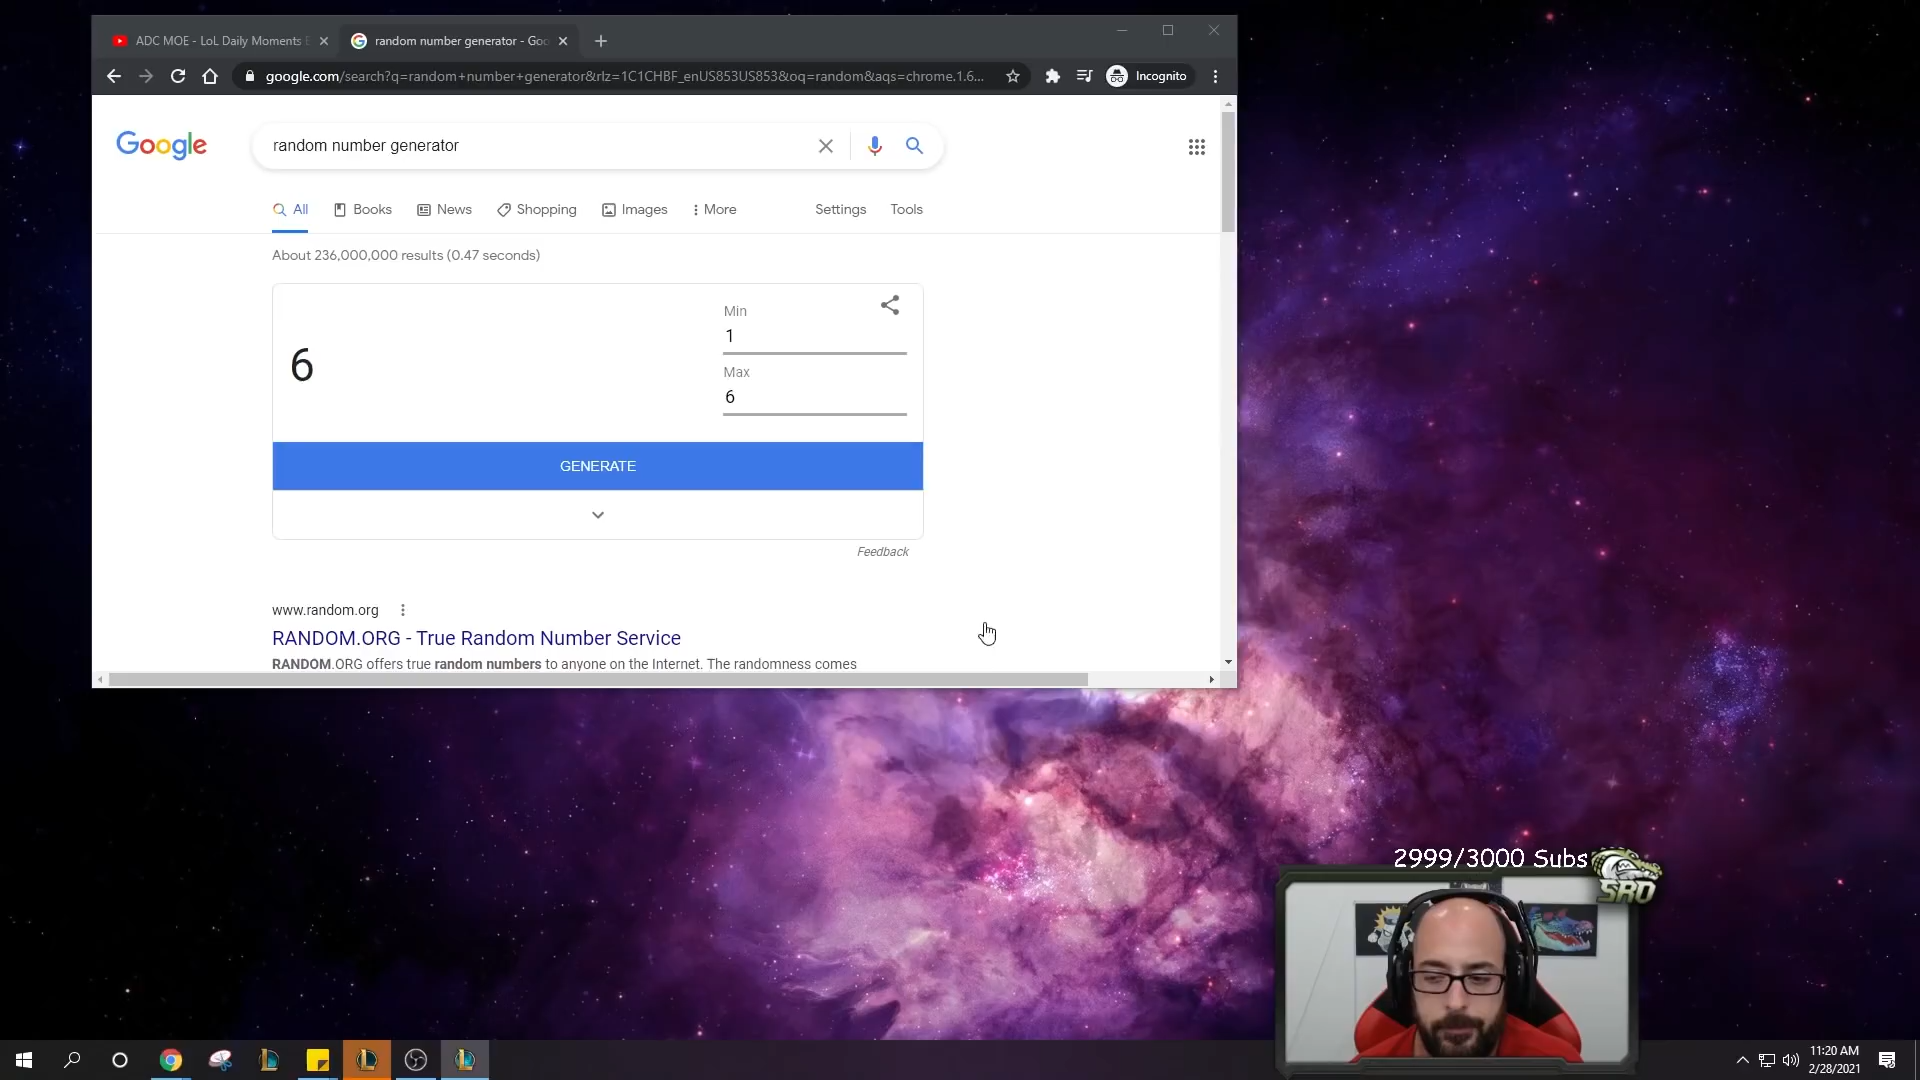 ADC MOE - LoL Daily Moments
random number generator - Goo
google.com/search?q=random+number+generator&rlz=1C1CHBF_enUS853US853&oq=random&aqs=chrome.1.6...
Incognito
Google
random number generator
All
Books
News
Shopping
Images
More
Settings
Tools
About 236,000,000 results (0.47 seconds)
6
Min
1
Max
6
GENERATE
Feedback
www.random.org
RANDOM.ORG - True Random Number Service
RANDOM.ORG offers true random numbers to anyone on the Internet. The randomness comes
2999/3000 Subs
SRO
11:20 AM
2/28/2021